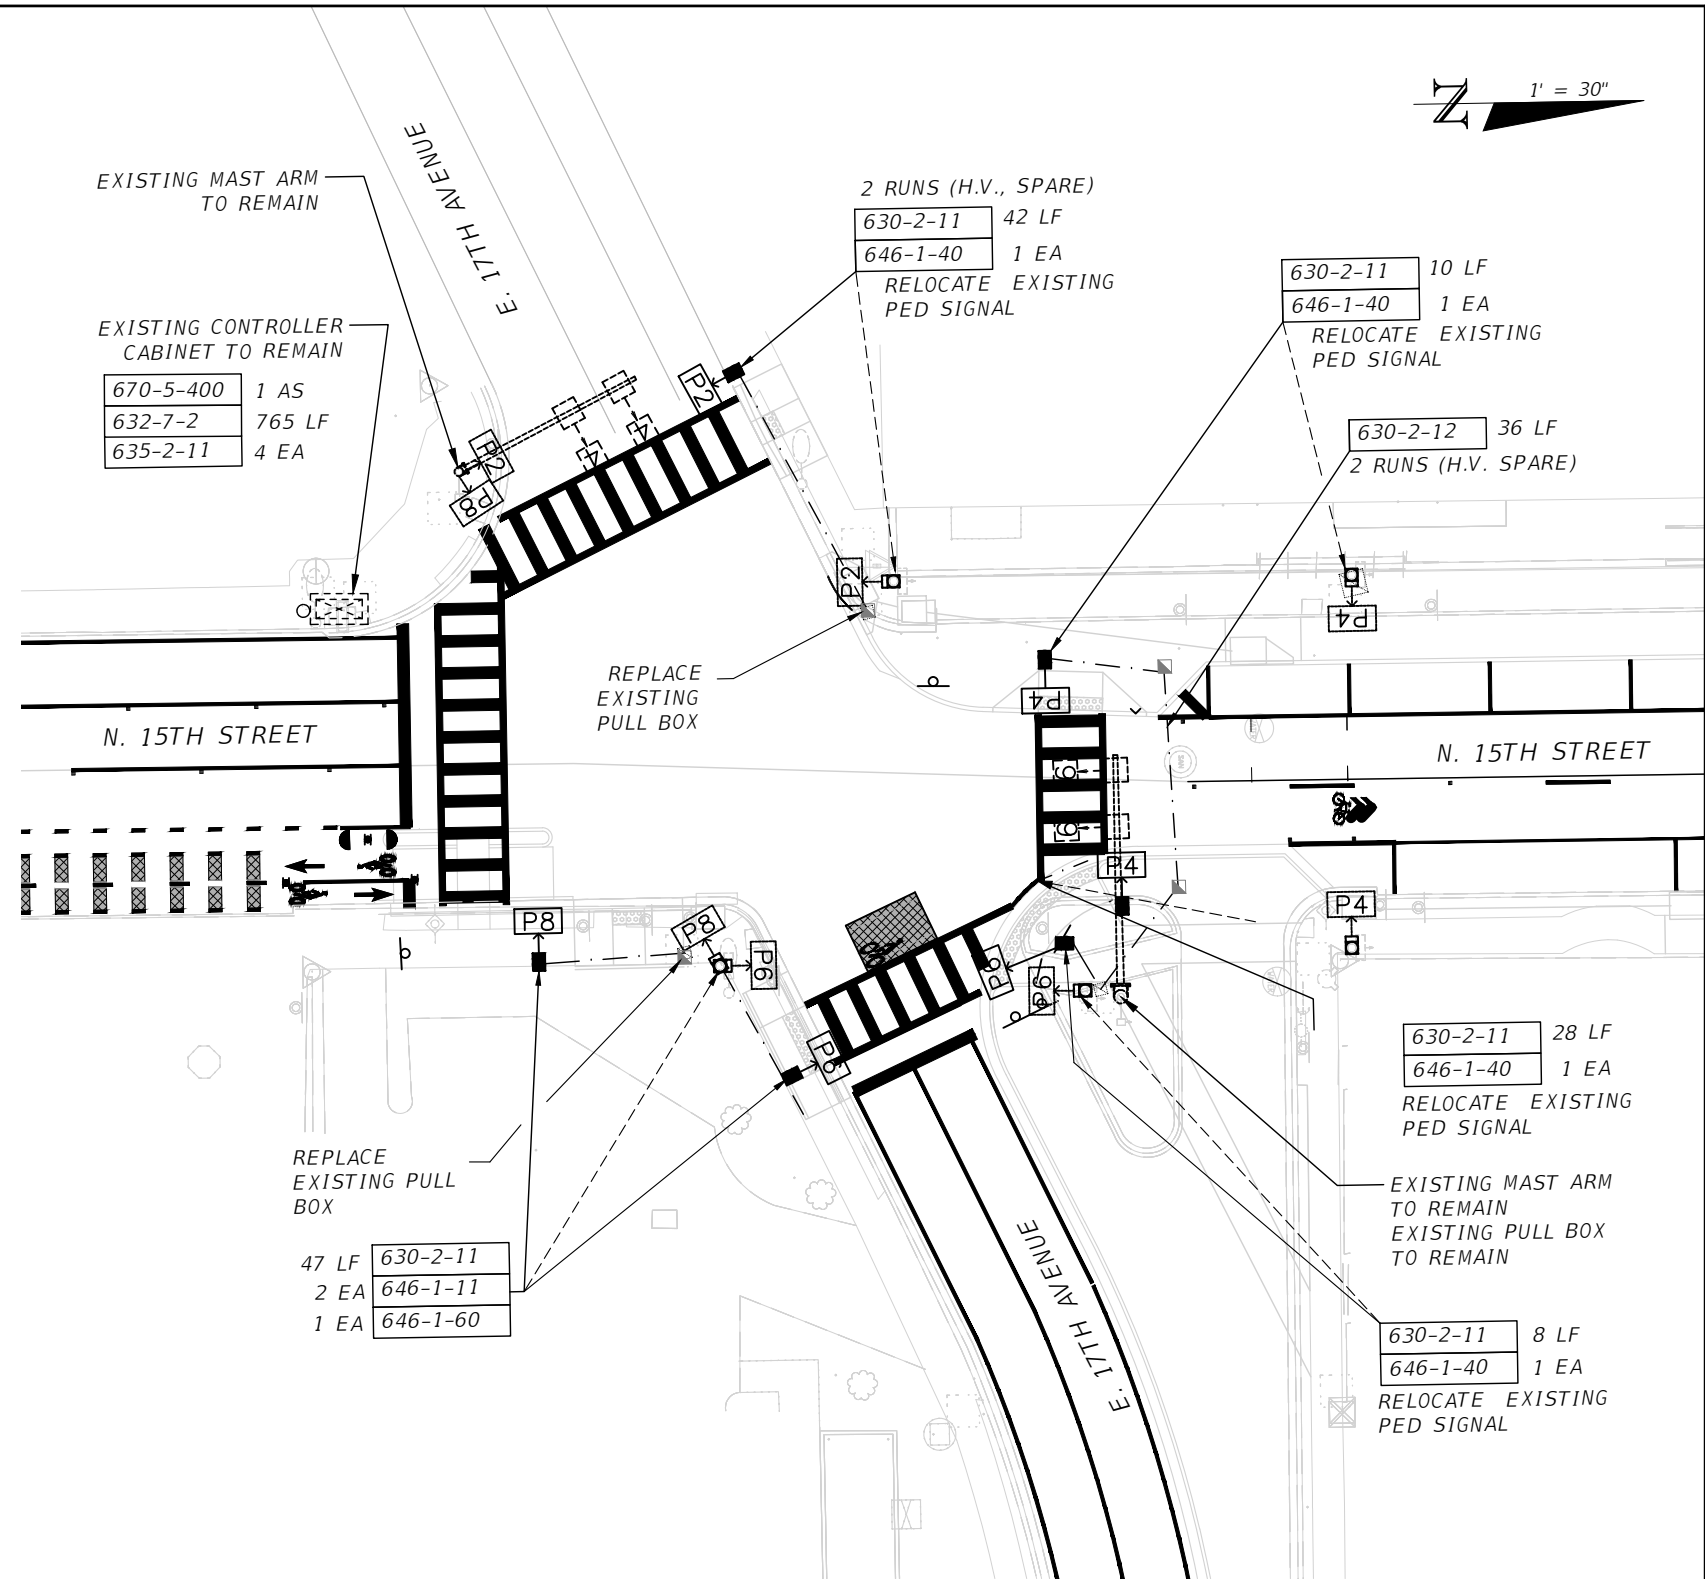 N
1' = 30"
E. 17TH AVENUE
EXISTING MAST ARM
TO REMAIN
2 RUNS (H.V., SPARE)
630-2-11 42 LF
646-1-40 1 EA
RELOCATE EXISTING
PED SIGNAL
630-2-11 10 LF
646-1-40 1 EA
RELOCATE EXISTING
PED SIGNAL
EXISTING CONTROLLER
CABINET TO REMAIN
670-5-400 1 AS
632-7-2 765 LF
635-2-11 4 EA
630-2-12 36 LF
2 RUNS (H.V. SPARE)
P2
4
4
P2
P8
P2
P4
REPLACE
EXISTING
PULL BOX
P4
N. 15TH STREET
N. 15TH STREET
6
6
SAN
P4
P8
P8
P6
P6
P6
P4
P6
REPLACE
EXISTING PULL
BOX
630-2-11 28 LF
646-1-40 1 EA
RELOCATE EXISTING
PED SIGNAL
EXISTING MAST ARM
TO REMAIN
EXISTING PULL BOX
TO REMAIN
47 LF 630-2-11
2 EA 646-1-11
1 EA 646-1-60
E. 17TH AVENUE
630-2-11 8 LF
646-1-40 1 EA
RELOCATE EXISTING
PED SIGNAL